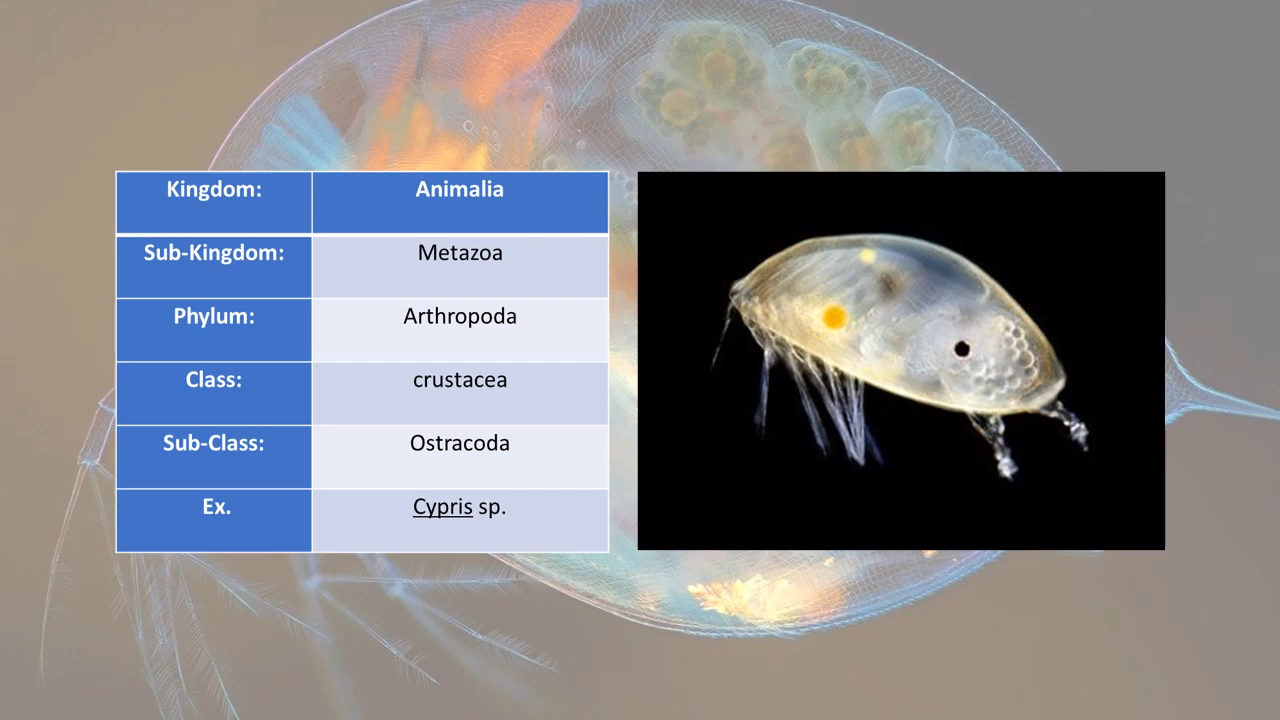 Kingdom: Animalia
Sub-Kingdom: Metazoa
Phylum: Arthropoda
Class: crustacea
Sub-Class: Ostracoda
Ex. Cypris sp.